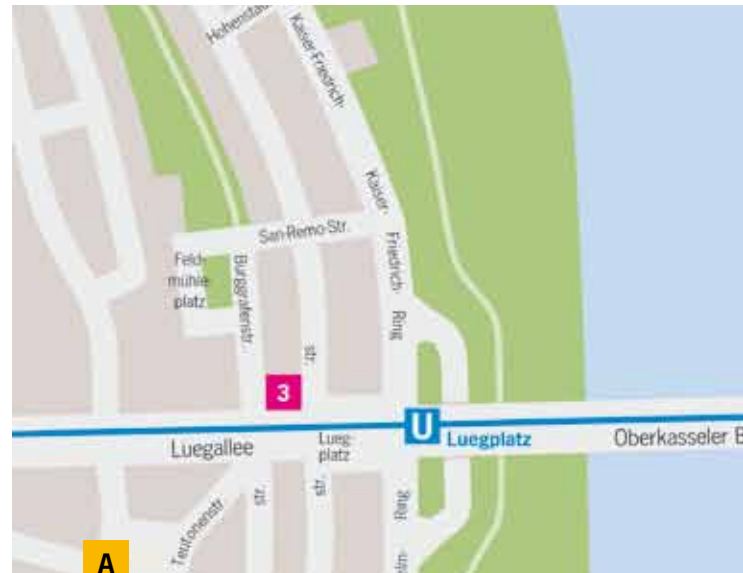 Hohenstau
Kaiser-Friedrich-
Kaiser-
Friedrich-
Ring
San-Remo-Str.
Feld-
mühle-
platz
Burggrafenstr.
str.
3
U
Luegplatz
Oberkasseler B
Luegallee
Lueg-
platz
str.
str.
Ring
Teutonenstr.
A